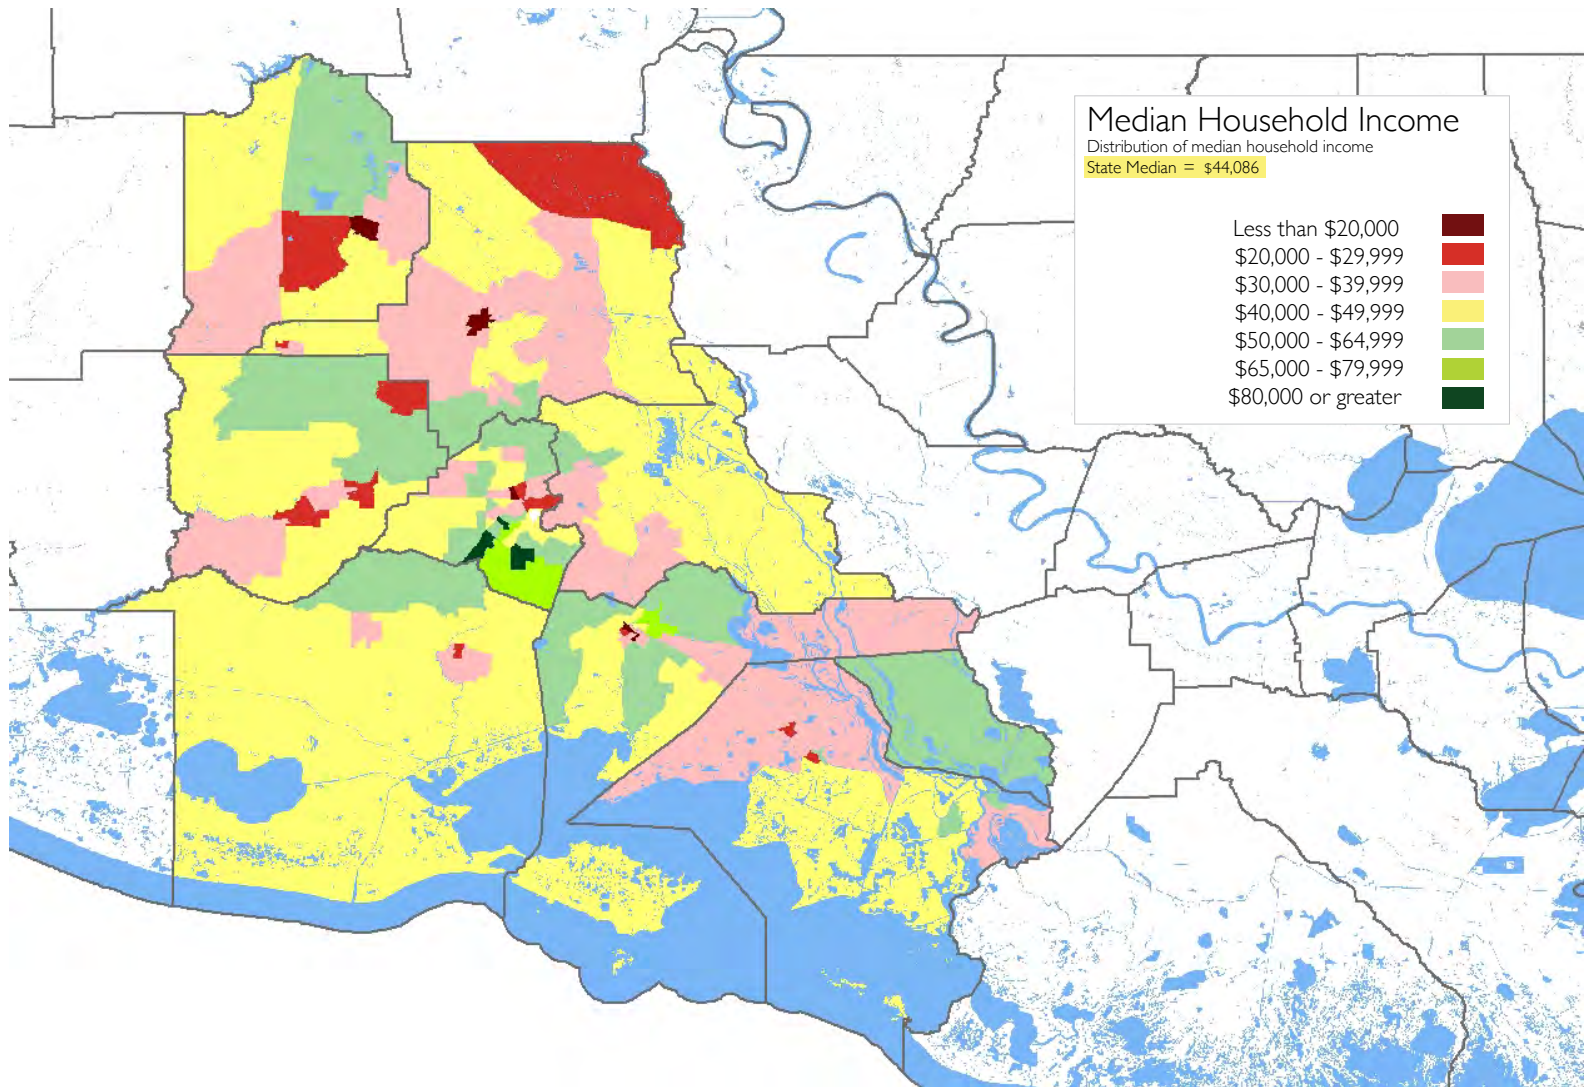 Median Household Income
Distribution of median household income
State Median = $44,086
Less than $20,000
$20,000 - $29,999
$30,000 - $39,999
$40,000 - $49,999
$50,000 - $64,999
$65,000 - $79,999
$80,000 or greater